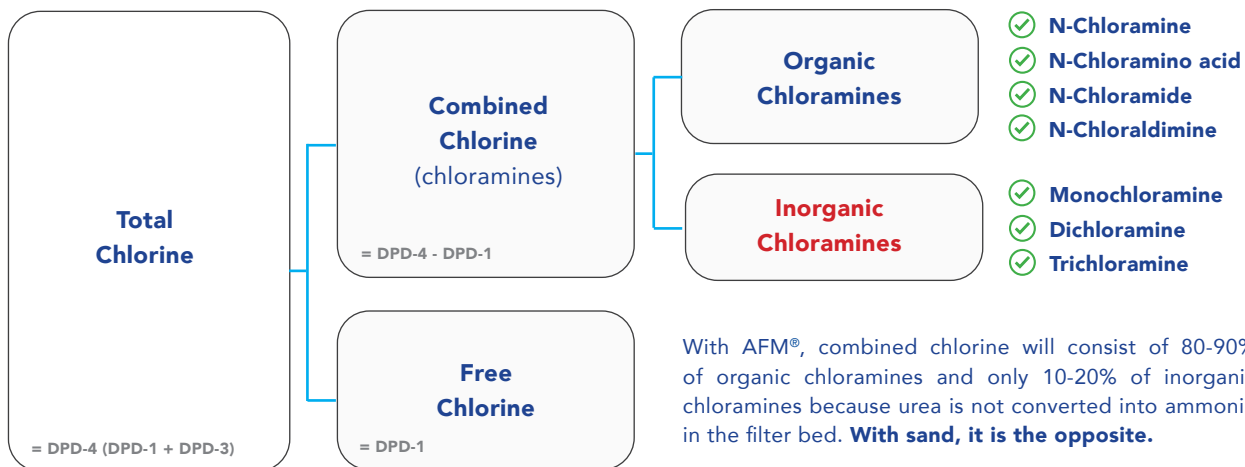 Total
Chlorine
= DPD-4 (DPD-1 + DPD-3)
Combined
Chlorine
(chloramines)
= DPD-4 - DPD-1
Free
Chlorine
= DPD-1
Organic
Chloramines
N-Chloramine
N-Chloramino acid
N-Chloramide
N-Chloraldimine
Inorganic
Chloramines
Monochloramine
Dichloramine
Trichloramine
With AFM®, combined chlorine will consist of 80-90%
of organic chloramines and only 10-20% of inorgani
chloramines because urea is not converted into ammoni
in the filter bed. With sand, it is the opposite.